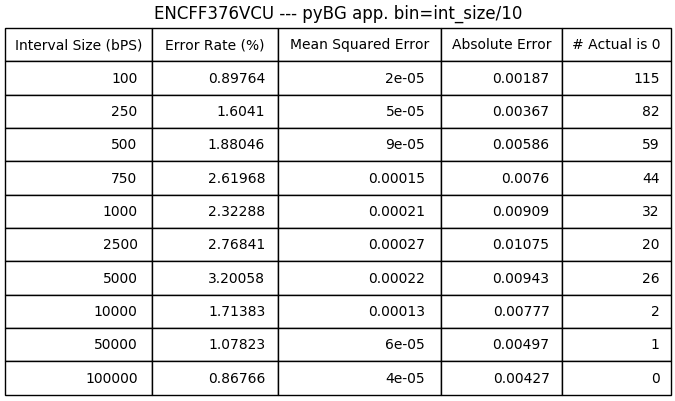 ENCFF376VCU --- pyBG app. bin=int_size/10
Interval Size (bPS) Error Rate (%) Mean Squared Error Absolute Error # Actual is 0
100 0.89764 2e-05 0.00187 115
250 1.6041 5e-05 0.00367 82
500 1.88046 9e-05 0.00586 59
750 2.61968 0.00015 0.0076 44
1000 2.32288 0.00021 0.00909 32
2500 2.76841 0.00027 0.01075 20
5000 3.20058 0.00022 0.00943 26
10000 1.71383 0.00013 0.00777 2
50000 1.07823 6e-05 0.00497 1
100000 0.86766 4e-05 0.00427 0